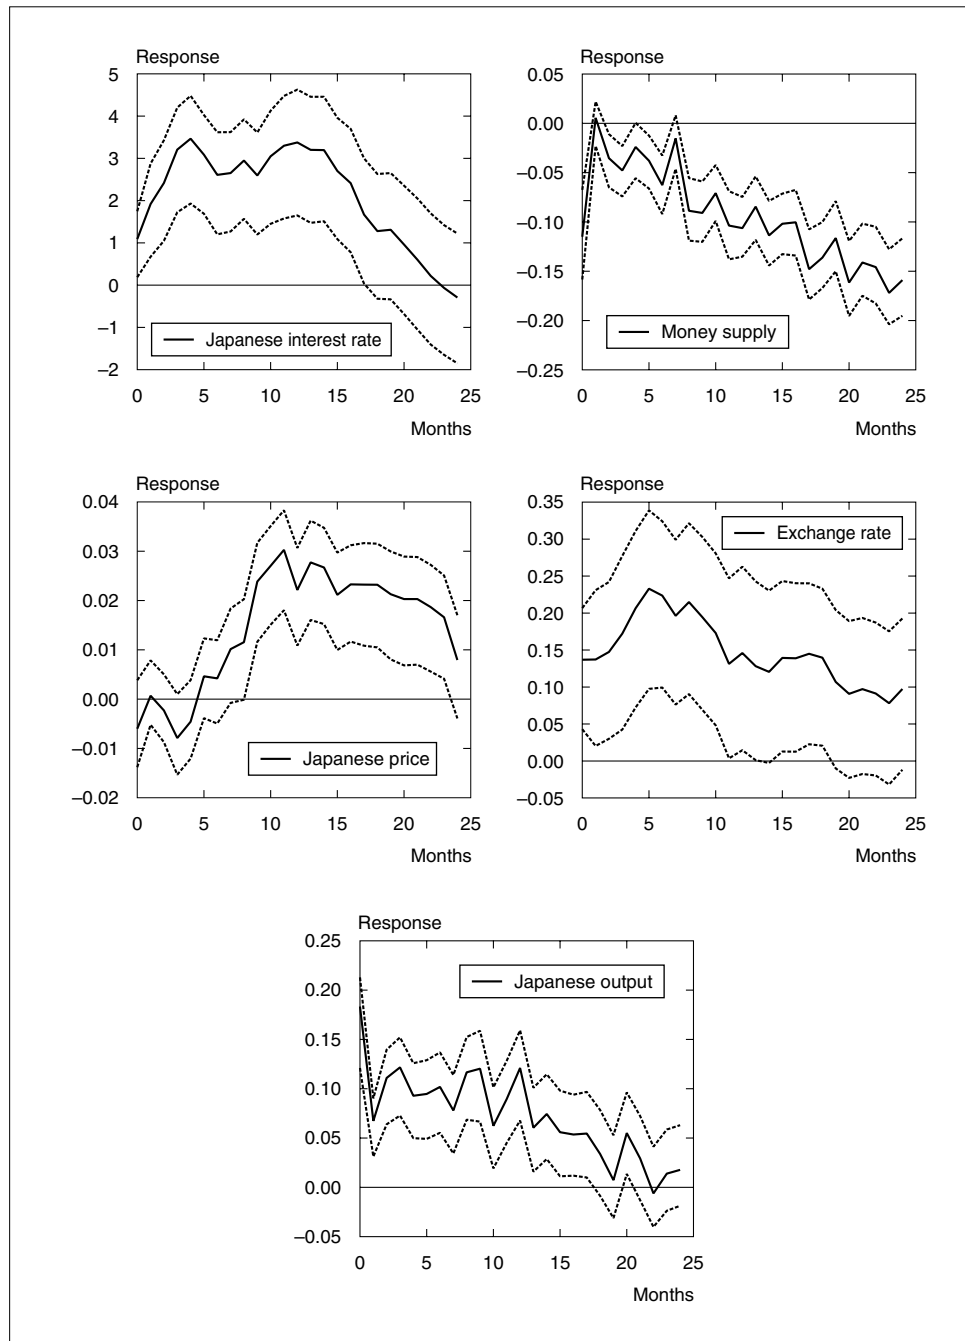 Response
5
4
3
2
1
0
–1
–2
Japanese interest rate
0 5 10 15 20 25
Months
Response
0.05
0.00
–0.05
–0.10
–0.15
–0.20
–0.25
Money supply
0 5 10 15 20 25
Months
Response
0.04
0.03
0.02
0.01
0.00
–0.01
–0.02
Japanese price
0 5 10 15 20 25
Months
Response
0.35
0.30
0.25
0.20
0.15
0.10
0.05
0.00
–0.05
Exchange rate
0 5 10 15 20 25
Months
Response
0.25
0.20
0.15
0.10
0.05
0.00
–0.05
Japanese output
0 5 10 15 20 25
Months